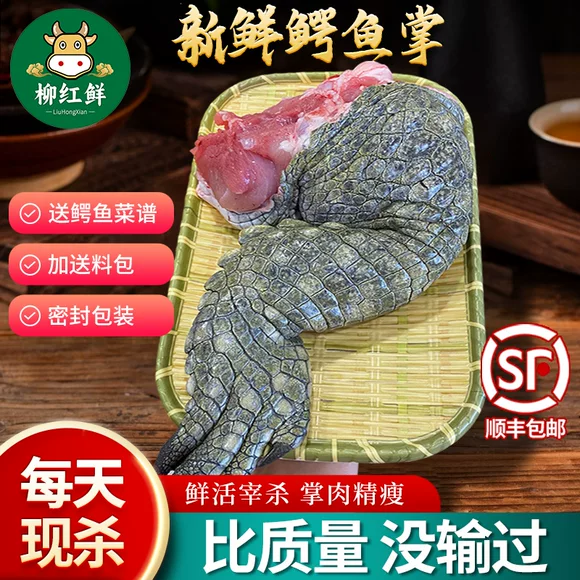 新鲜鳄鱼掌
柳红鲜
LiuHongXian
送鳄鱼菜谱
加送料包
密封包装
SF
顺丰包邮
每天
现杀
鲜活宰杀 掌肉精瘦
比质量 没输过